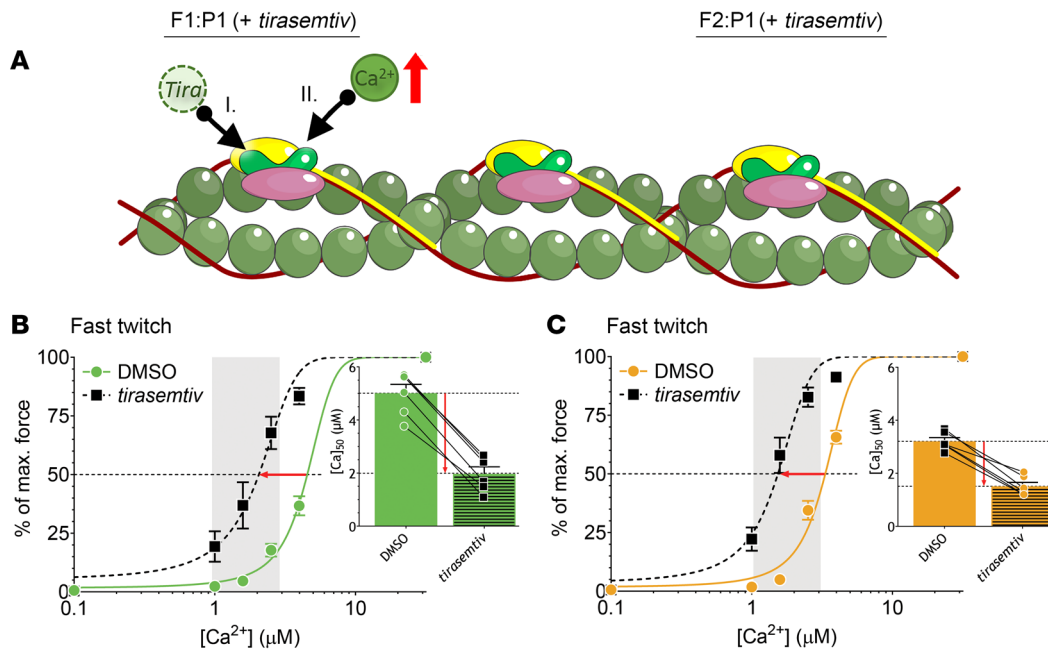 F1:P1 (+ tirasemtiv)
F2:P1 (+ tirasemtiv)
A
Tira
I.
II.
Ca2+
B
Fast twitch
DMSO
tirasemtiv
% of max. force
100
75
50
25
0
0.1
1
10
[Ca2+] (μM)
[Ca]50 (μM)
6
4
2
0
DMSO
tirasemtiv
C
Fast twitch
DMSO
tirasemtiv
% of max. force
100
75
50
25
0
0.1
1
10
[Ca2+] (μM)
[Ca]50 (μM)
6
4
2
0
DMSO
tirasemtiv